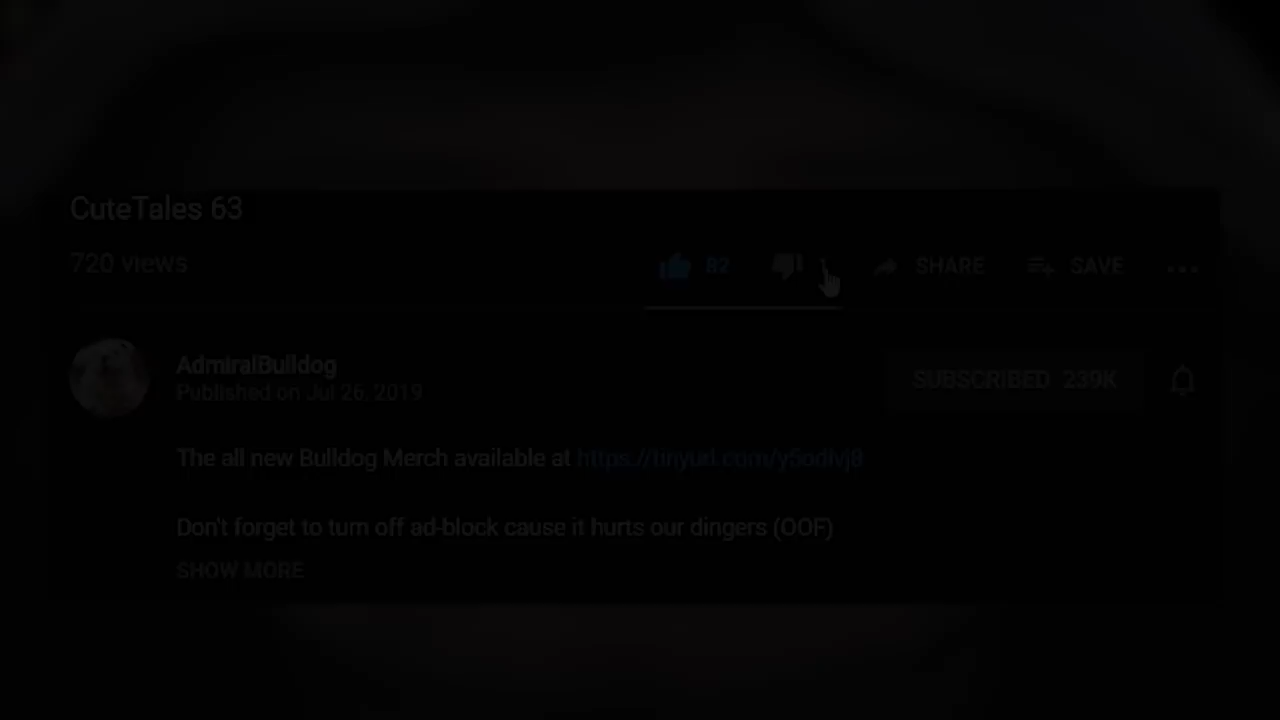 CuteTales 63
720 views
82
SHARE
SAVE
AdmiralBulldog
SUBSCRIBED 239K
Published on Jul 26, 2019
The all new Bulldog Merch available at
Don't forget to turn off ad-block cause it hurts our dingers (OOF)
SHOW MORE